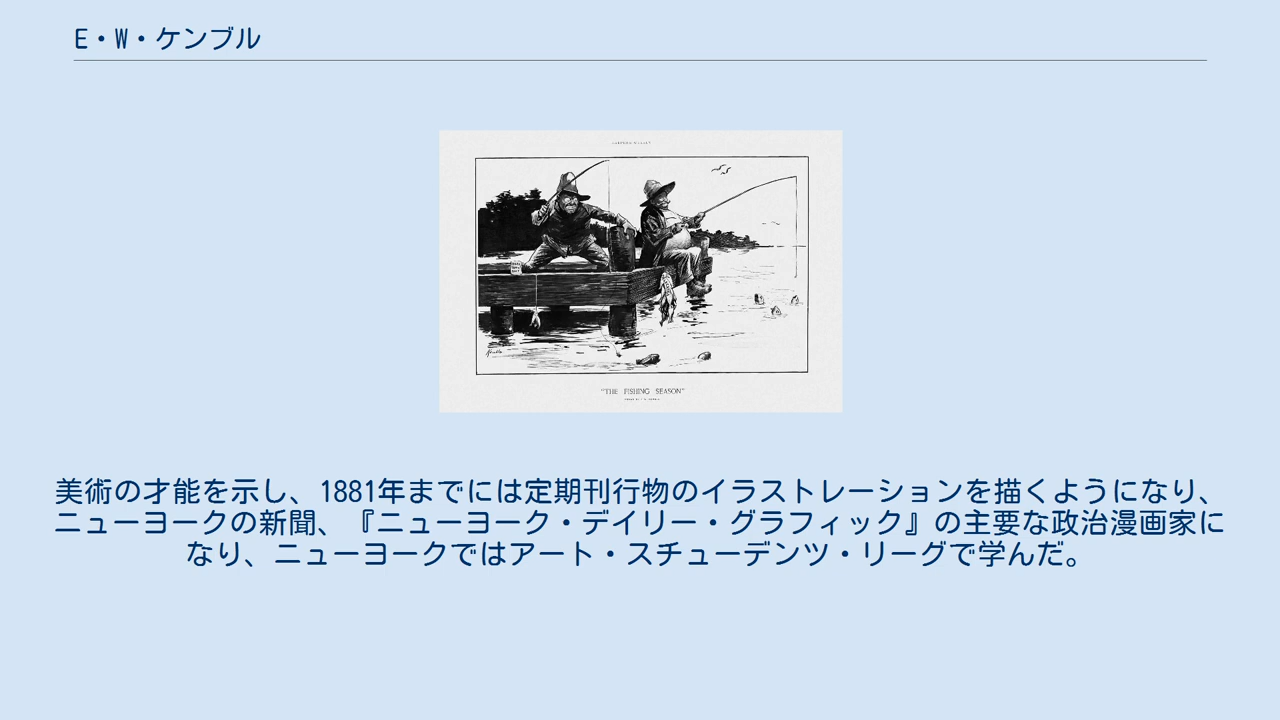 E・W・ケンブル
"THE FISHING SEASON"
美術の才能を示し、1881年までには定期刊行物のイラストレーションを描くようになり、
ニューヨークの新聞、『ニューヨーク・デイリー・グラフィック』の主要な政治漫画家に
なり、ニューヨークではアート・スチューデンツ・リーグで学んだ。